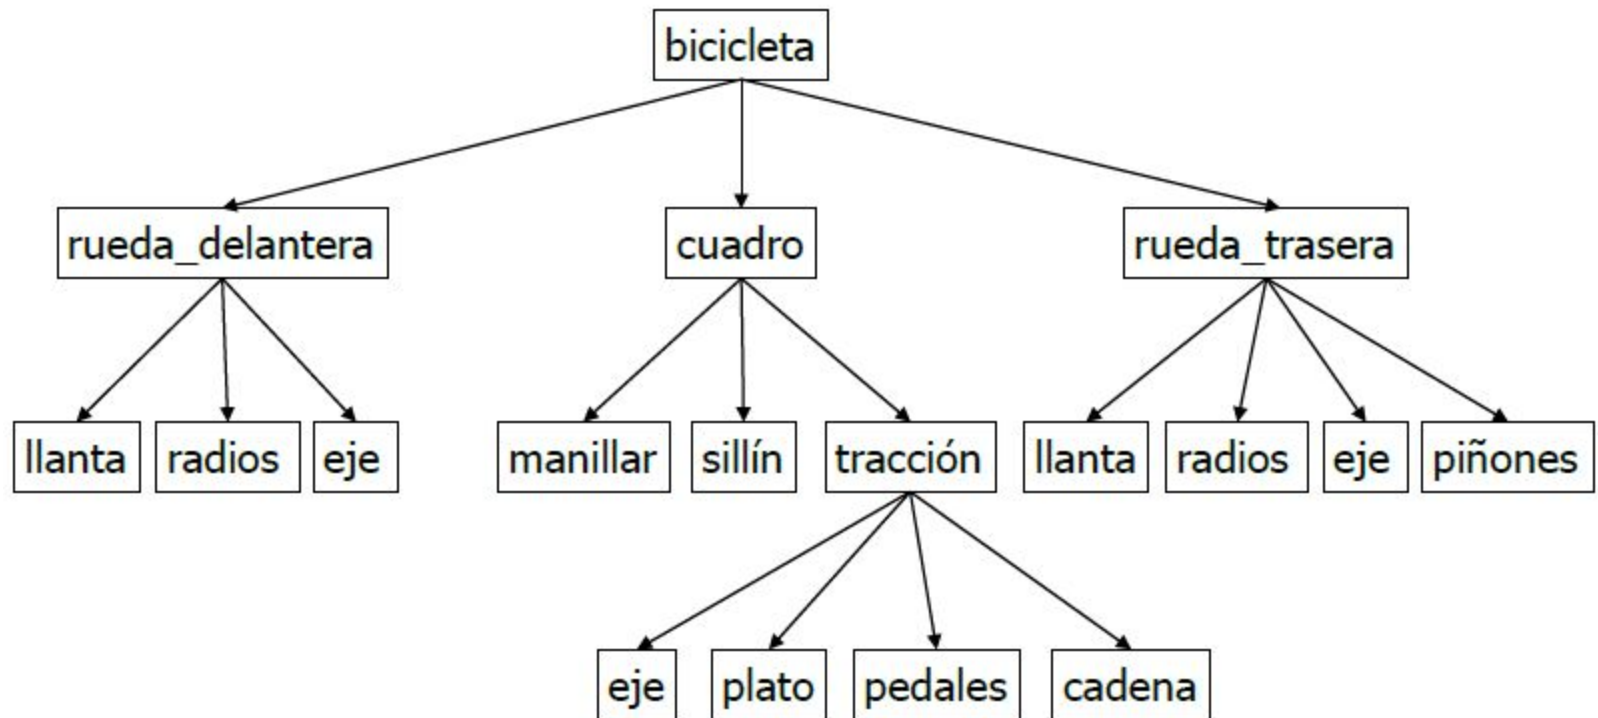 bicicleta
rueda_delantera cuadro rueda_trasera
llanta radios eje manillar sillín tracción llanta radios eje piñones
eje plato pedales cadena